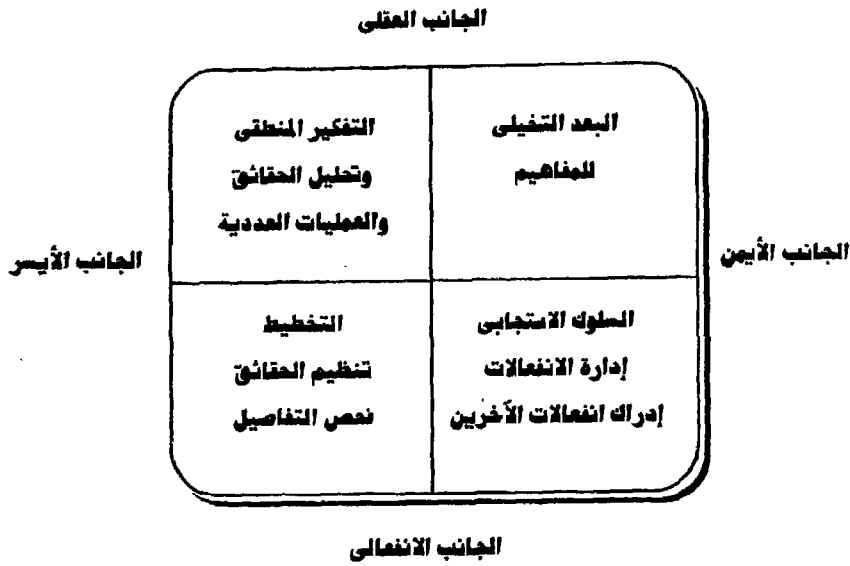 الجانب العقلى
البعد التخيلى
للمفاهيم
التفكير المنطقى
وتحليل الحقائق
والعمليات العددية
الجانب الأيمن
الجانب الأيسر
السلوك الاستجابى
إدارة الانفعالات
إدراك انفعالات الآخرين
التخطيط
تنظيم الحقائق
فحص التفاصيل
الجانب الانفعالى